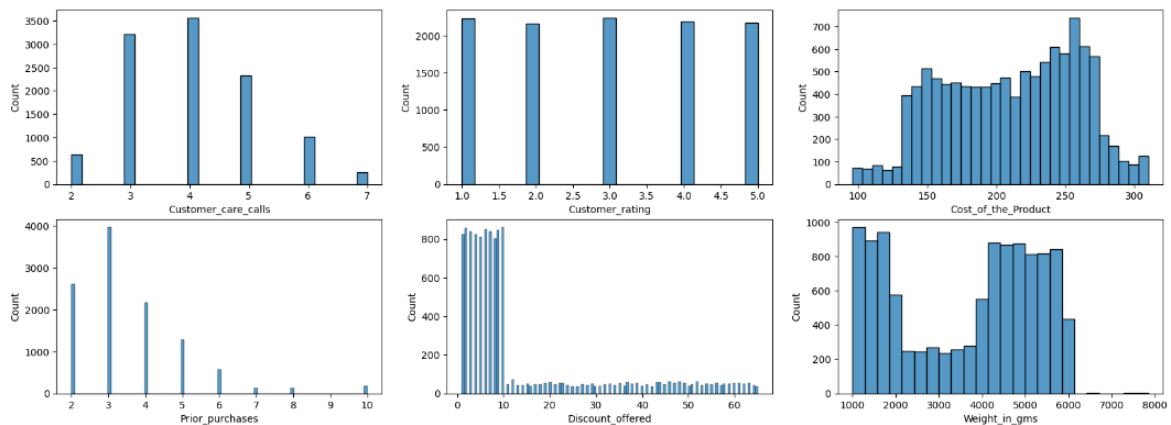 3500
3000
2500
2000
1500
1000
500
0
Count
2 3 4 5 6 7
Customer_care_calls
2000
1500
1000
500
0
Count
1.0 1.5 2.0 2.5 3.0 3.5 4.0 4.5 5.0
Customer_rating
700
600
500
400
300
200
100
0
Count
100 150 200 250 300
Cost_of_the_Product
4000
3000
2000
1000
0
Count
2 3 4 5 6 7 8 9 10
Prior_purchases
800
600
400
200
0
Count
0 10 20 30 40 50 60
Discount_offered
1000
800
600
400
200
0
Count
1000 2000 3000 4000 5000 6000 7000 8000
Weight_in_gms